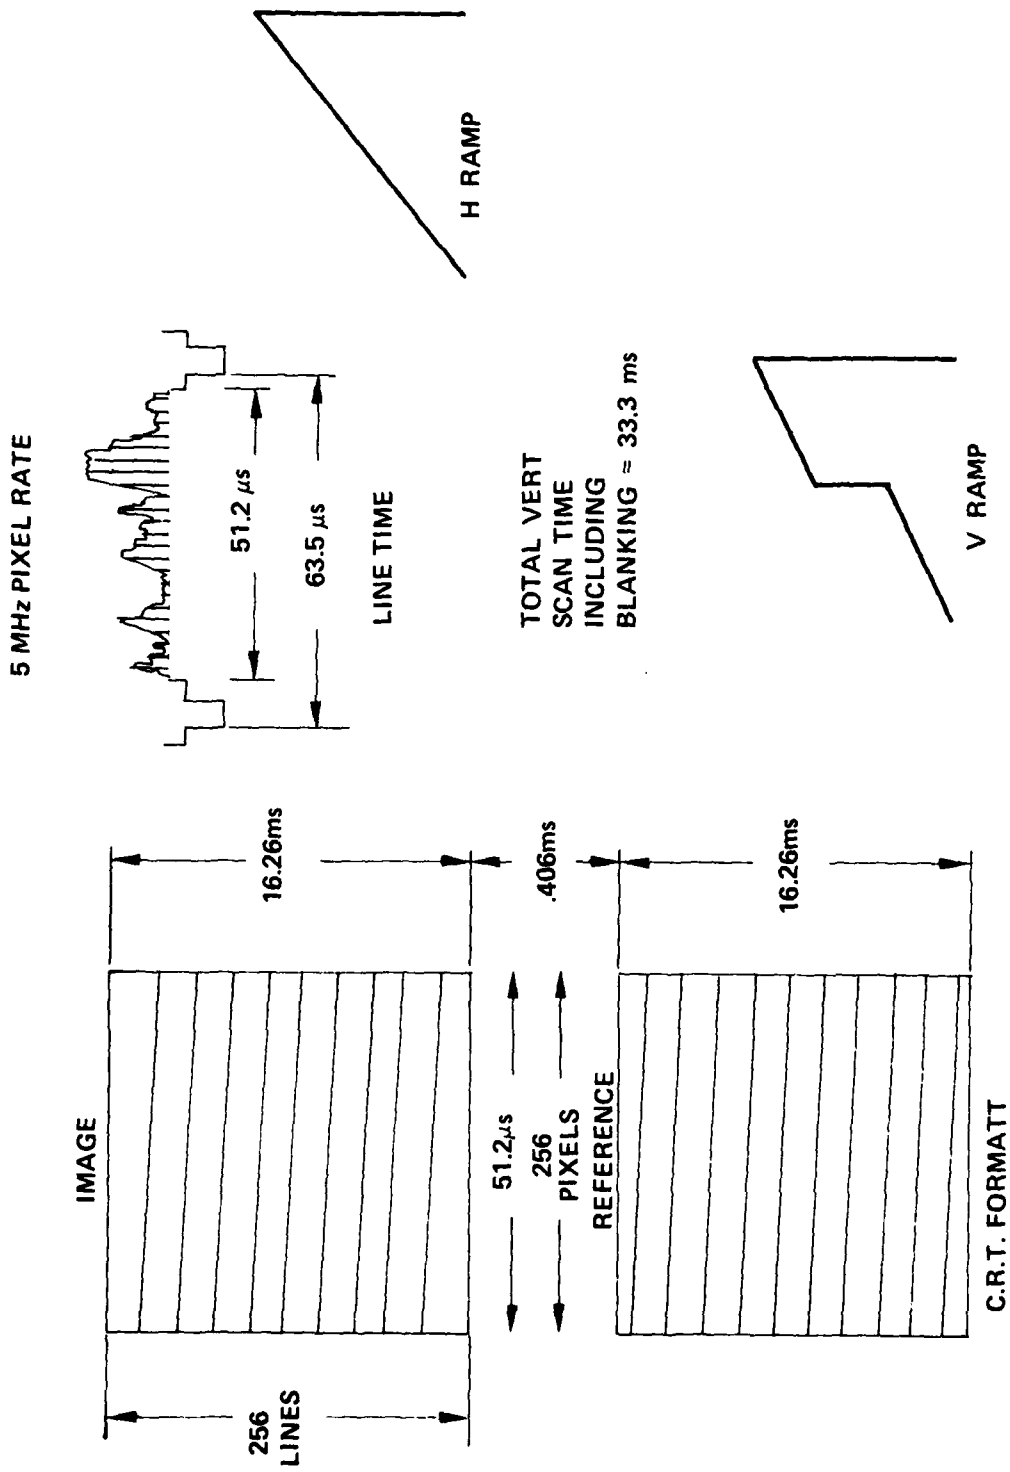 IMAGE
256
LINES
16.26ms
51.2μs
256
PIXELS
.406ms
REFERENCE
16.26ms
C.R.T. FORMATT
5 MHz PIXEL RATE
51.2 μs
63.5 μs
LINE TIME
TOTAL VERT
SCAN TIME
INCLUDING
BLANKING = 33.3 ms
H RAMP
V RAMP